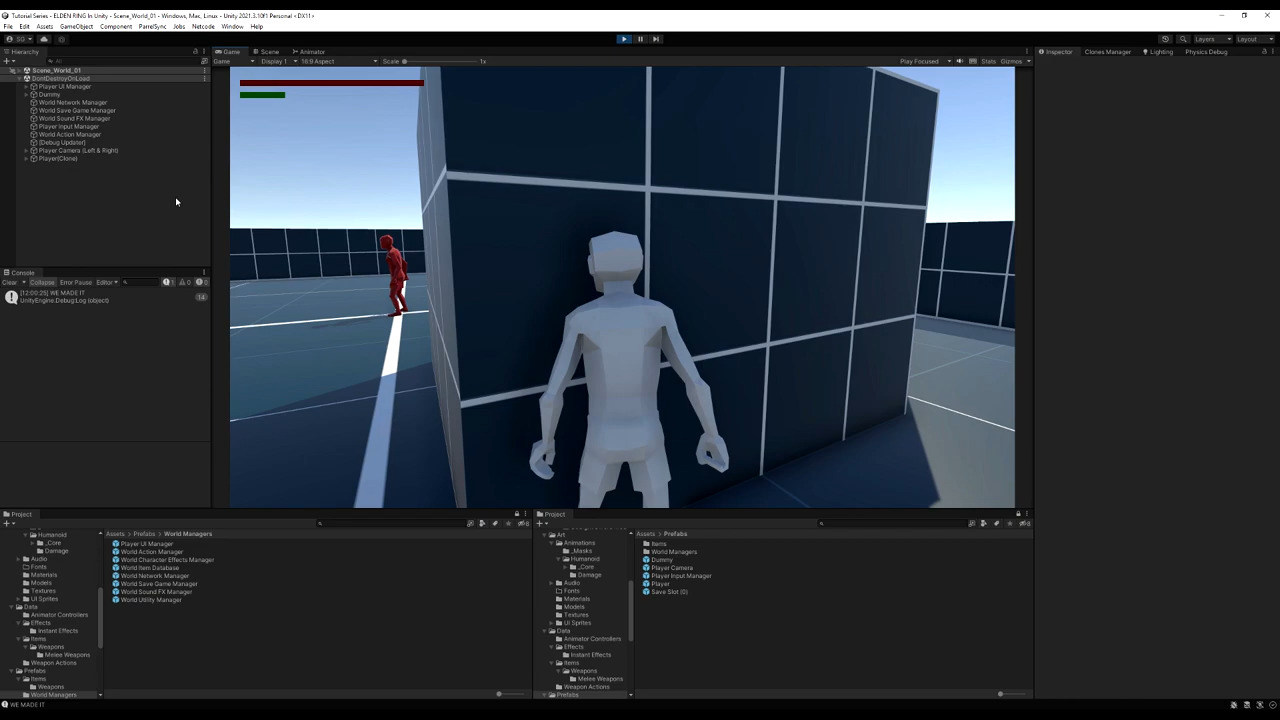 Tutorial Series - ELDEN RING In Unity - Scene_World_01 - Windows, Mac, Linux - Unity 2021.3.10f1 Personal <DX11>
File Edit Assets GameObject Component ParrelSync Jobs Netcode Window Help
SG Layers Layout
Hierarchy Game Scene Animator Inspector Clones Manager Lighting Physics Debug
All Game Display 1 16:9 Aspect Scale 1x Play Focused Stats Gizmos
Scene_World_01
DontDestroyOnLoad
Player UI Manager
Dummy
World Network Manager
World Save Game Manager
World Sound FX Manager
Player Input Manager
World Action Manager
[Debug Updater]
Player Camera (Left & Right)
Player(Clone)
Console
Clear Collapse Error Pause Editor 1 0 0
[12:00:25] WE MADE IT
UnityEngine.Debug:Log (object)
14
Project
Assets Prefabs World Managers
Humanoid
_Core
Damage
Audio
Fonts
Materials
Models
Textures
UI Sprites
Data
Animator Controllers
Effects
Instant Effects
Items
Weapons
Melee Weapons
Weapon Actions
Prefabs
Items
Weapons
World Managers
Player UI Manager
World Action Manager
World Character Effects Manager
World Item Database
World Network Manager
World Save Game Manager
World Sound FX Manager
World Utility Manager
Project
Assets Prefabs
Art
Animations
_Masks
Humanoid
_Core
Damage
Audio
Fonts
Materials
Models
Textures
UI Sprites
Data
Animator Controllers
Effects
Instant Effects
Items
Weapons
Melee Weapons
Weapon Actions
Prefabs
Items
World Managers
Dummy
Player Camera
Player Input Manager
Player
Save Slot (0)
WE MADE IT